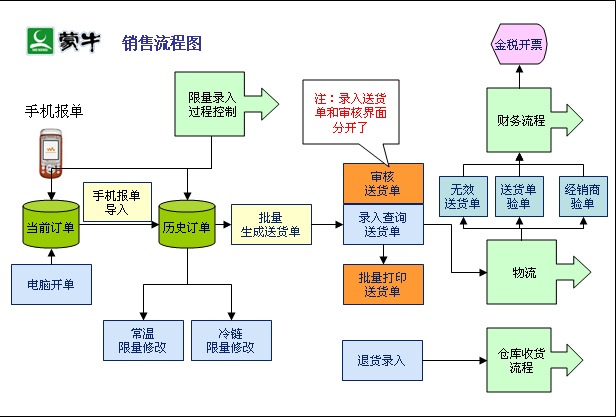 蒙牛
销售流程图
金税开票
限量录入
过程控制
注：录入送货
单和审核界面
分开了
手机报单
财务流程
审核
送货单
无效
送货单
送货单
验单
经销商
验单
手机报单
导入
当前订单
历史订单
批量
生成送货单
录入查询
送货单
电脑开单
批量打印
送货单
物流
常温
限量修改
冷链
限量修改
退货录入
仓库收货
流程